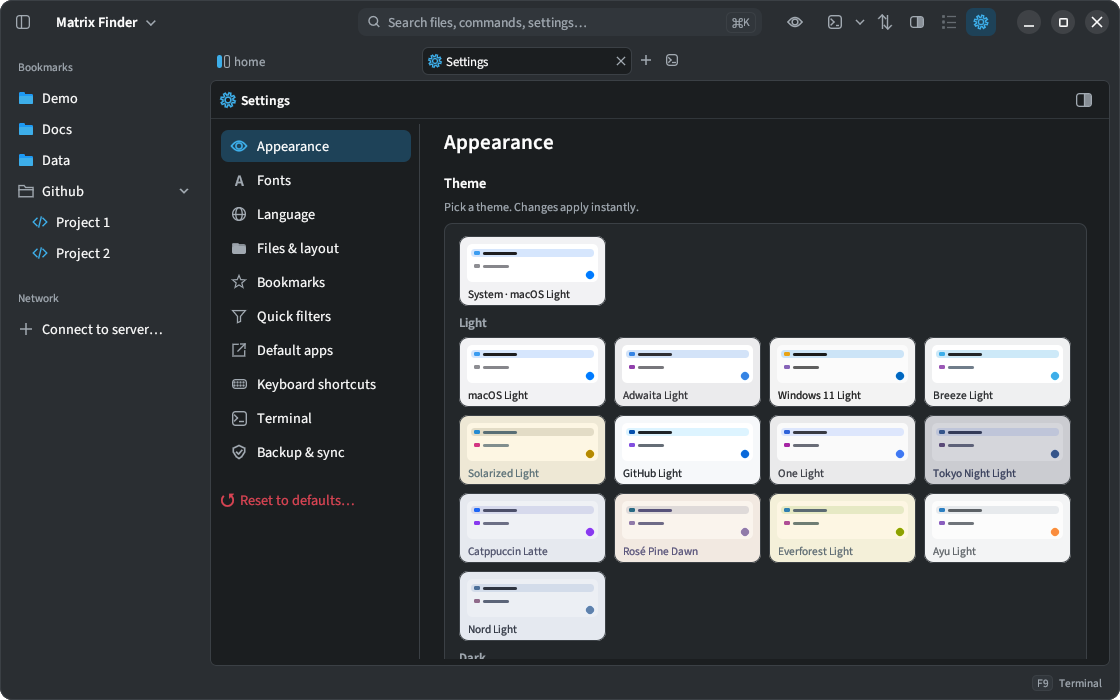 Matrix Finder
Search files, commands, settings…
⌘K
Bookmarks
Demo
Docs
Data
Github
Project 1
Project 2
Network
Connect to server…
home
Settings
Settings
Appearance
Fonts
Language
Files & layout
Bookmarks
Quick filters
Default apps
Keyboard shortcuts
Terminal
Backup & sync
Reset to defaults…
Appearance
Theme
Pick a theme. Changes apply instantly.
System · macOS Light
Light
macOS Light
Adwaita Light
Windows 11 Light
Breeze Light
Solarized Light
GitHub Light
One Light
Tokyo Night Light
Catppuccin Latte
Rosé Pine Dawn
Everforest Light
Ayu Light
Nord Light
Dark
F9 Terminal